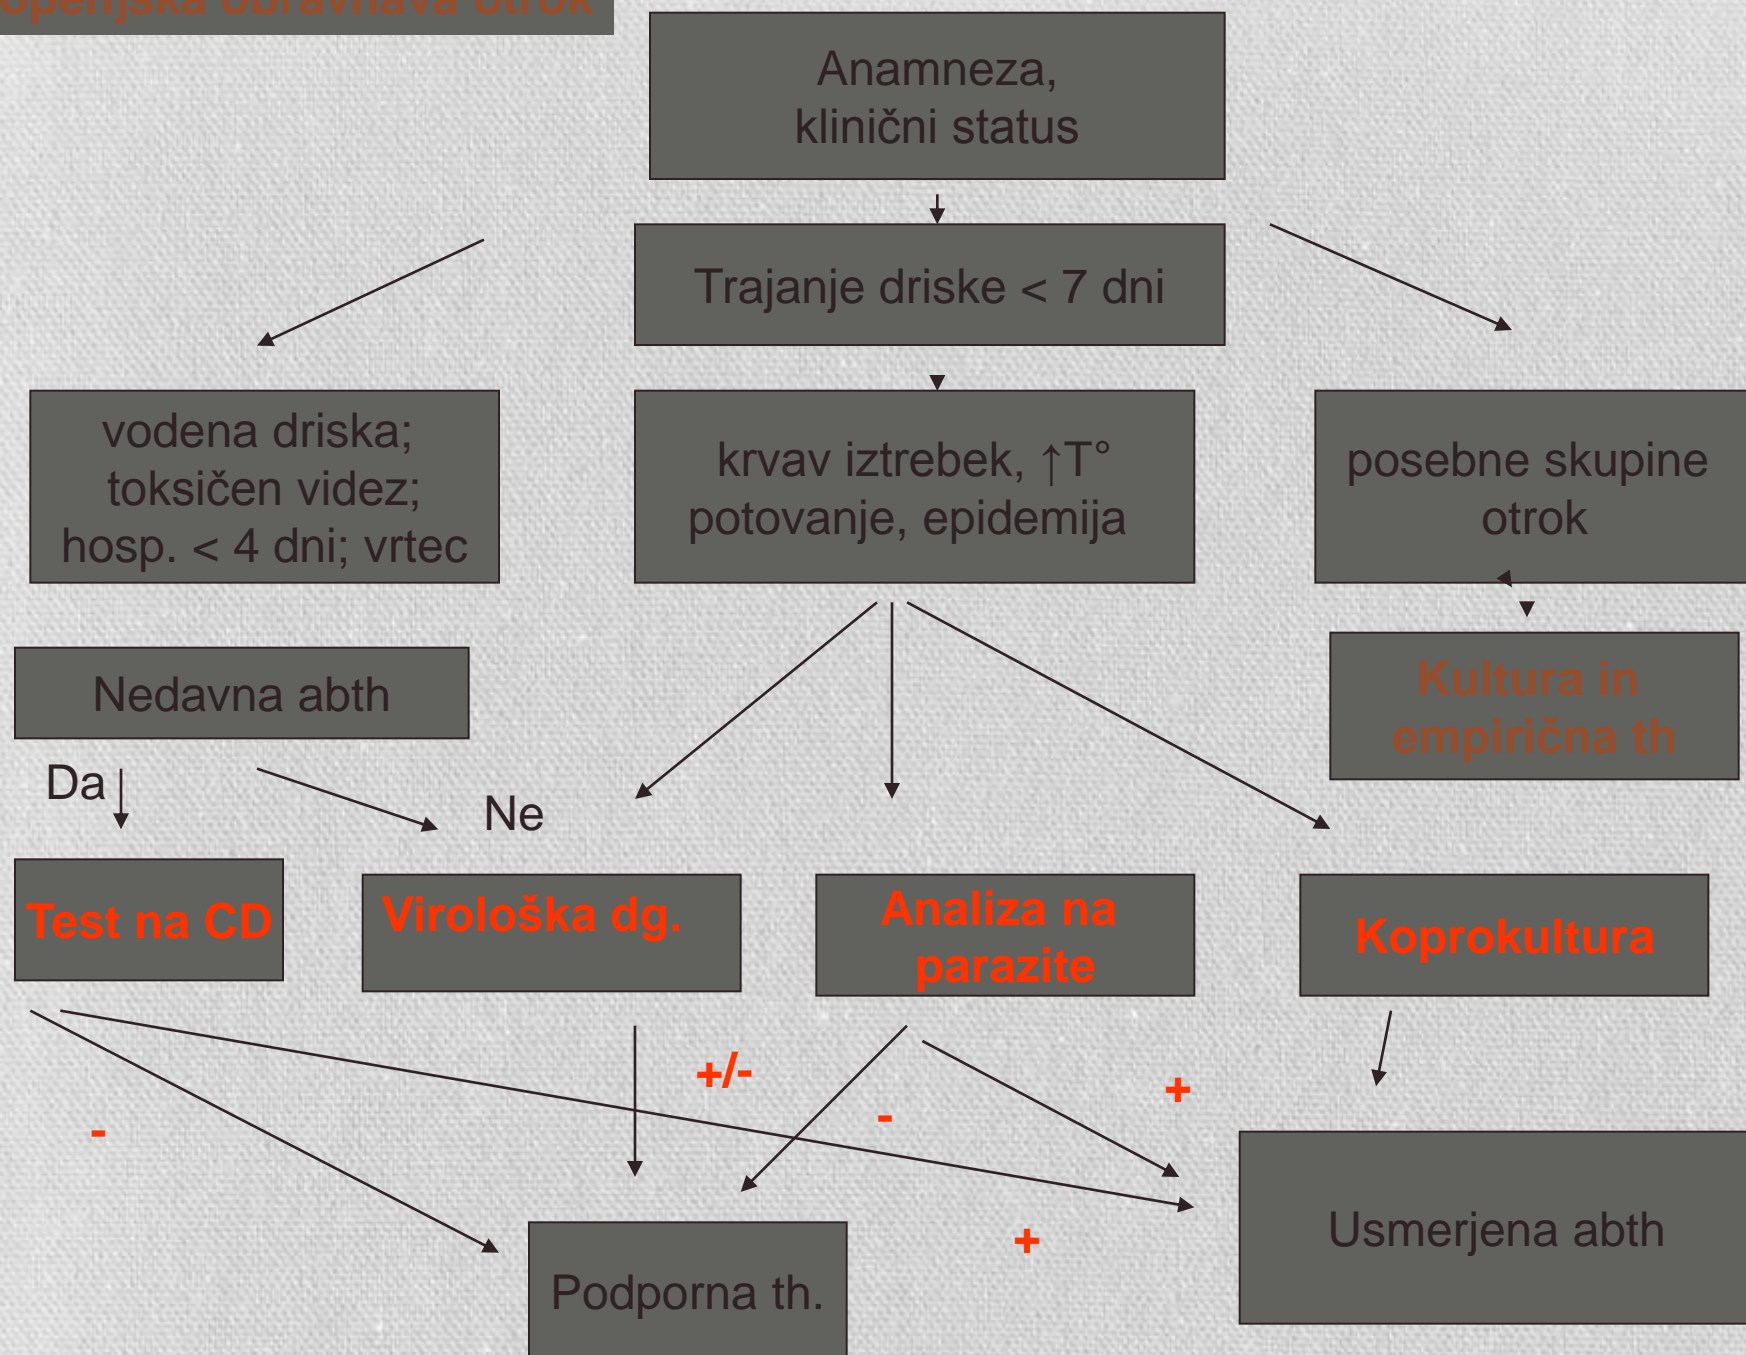 obravnava otrok
Anamneza,
klinični status
Trajanje driske < 7 dni
vodena driska;
toksičen videz;
hosp. < 4 dni; vrtec
krvav iztrebek, ↑T°
potovanje, epidemija
posebne skupine
otrok
Nedavna abth
Kultura in
empirična th
Da
Ne
Test na CD
Virološka dg.
Analiza na
parazite
Koprokultura
+/-
+
-
-
+
Usmerjena abth
Podporna th.